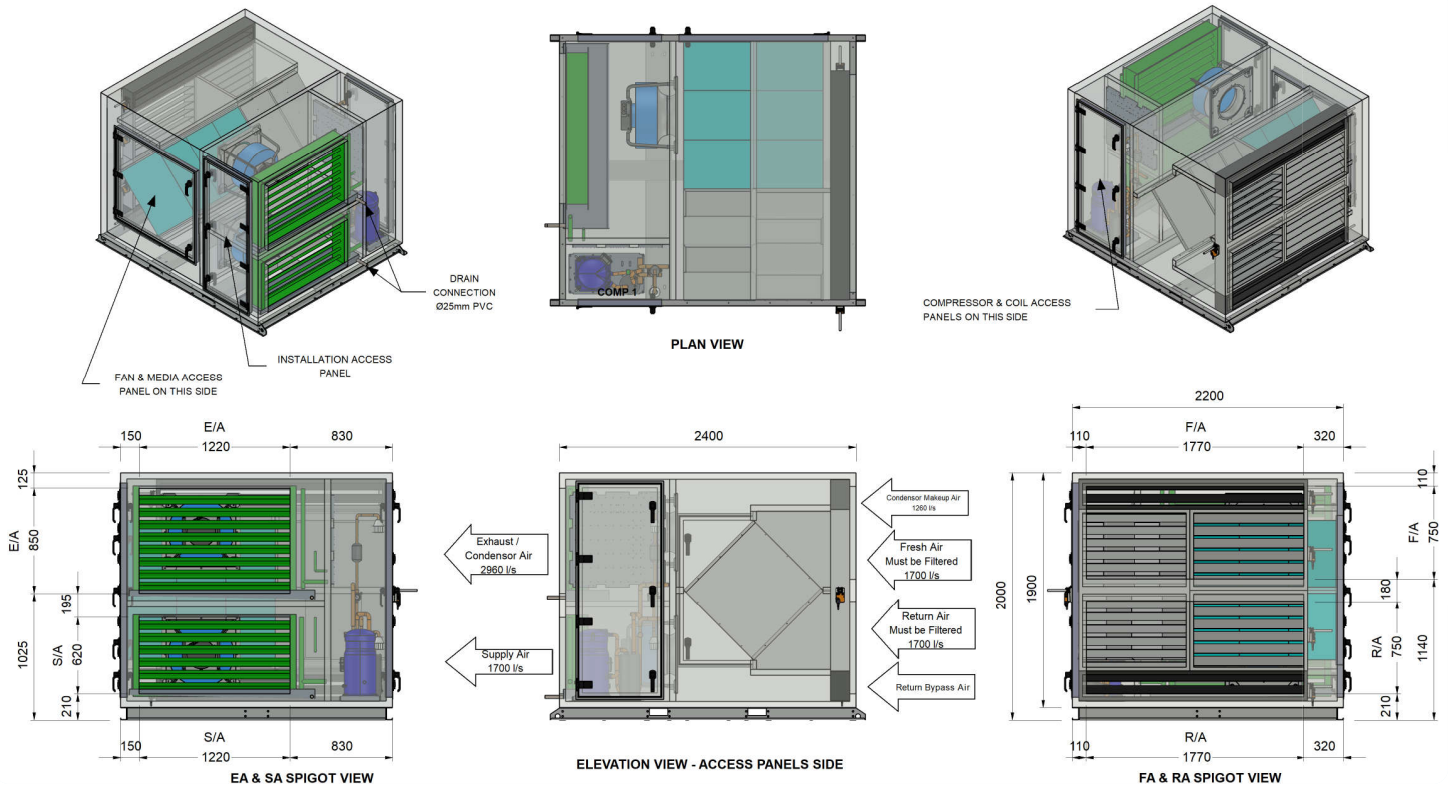 DRAIN
CONNECTION
Ø25mm PVC
INSTALLATION ACCESS
PANEL
FAN & MEDIA ACCESS
PANEL ON THIS SIDE
COMP 1
PLAN VIEW
COMPRESSOR & COIL ACCESS
PANELS ON THIS SIDE
E/A
150
1220
830
125
E/A
850
195
S/A
620
1025
210
S/A
150
1220
830
EA & SA SPIGOT VIEW
2400
Exhaust /
Condensor Air
2960 l/s
Supply Air
1700 l/s
Condensor Makeup Air
1260 l/s
Fresh Air
Must be Filtered
1700 l/s
Return Air
Must be Filtered
1700 l/s
Return Bypass Air
ELEVATION VIEW - ACCESS PANELS SIDE
2200
F/A
110
1770
320
2000
1900
110
F/A
750
180
R/A
750
1140
210
R/A
110
1770
320
FA & RA SPIGOT VIEW